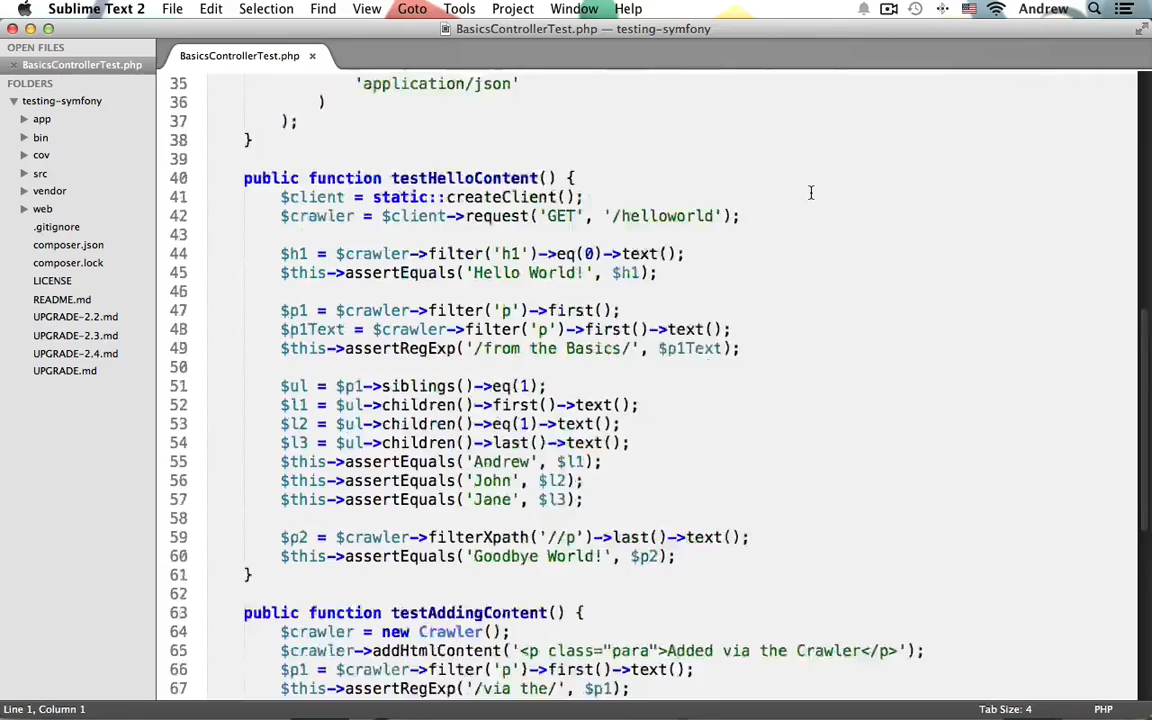 Sublime Text 2 File Edit Selection Find View Goto Tools Project Window Help Andrew
BasicsControllerTest.php — testing-symfony
OPEN FILES
BasicsControllerTest.php
FOLDERS
testing-symfony
app
bin
cov
src
vendor
web
.gitignore
composer.json
composer.lock
LICENSE
README.md
UPGRADE-2.2.md
UPGRADE-2.3.md
UPGRADE-2.4.md
UPGRADE.md
BasicsControllerTest.php
35 'application/json'
36 )
37 );
38 }
39
40 public function testHelloContent() {
41 $client = static::createClient();
42 $crawler = $client->request('GET', '/helloworld');
43
44 $h1 = $crawler->filter('h1')->eq(0)->text();
45 $this->assertEquals('Hello World!', $h1);
46
47 $p1 = $crawler->filter('p')->first();
48 $p1Text = $crawler->filter('p')->first()->text();
49 $this->assertRegExp('/from the Basics/', $p1Text);
50
51 $ul = $p1->siblings()->eq(1);
52 $l1 = $ul->children()->first()->text();
53 $l2 = $ul->children()->eq(1)->text();
54 $l3 = $ul->children()->last()->text();
55 $this->assertEquals('Andrew', $l1);
56 $this->assertEquals('John', $l2);
57 $this->assertEquals('Jane', $l3);
58
59 $p2 = $crawler->filterXpath('//p')->last()->text();
60 $this->assertEquals('Goodbye World!', $p2);
61 }
62
63 public function testAddingContent() {
64 $crawler = new Crawler();
65 $crawler->addHtmlContent('<p class="para">Added via the Crawler</p>');
66 $p1 = $crawler->filter('p')->first()->text();
67 $this->assertRegExp('/via the/', $p1);
Line 1, Column 1
Tab Size: 4
PHP